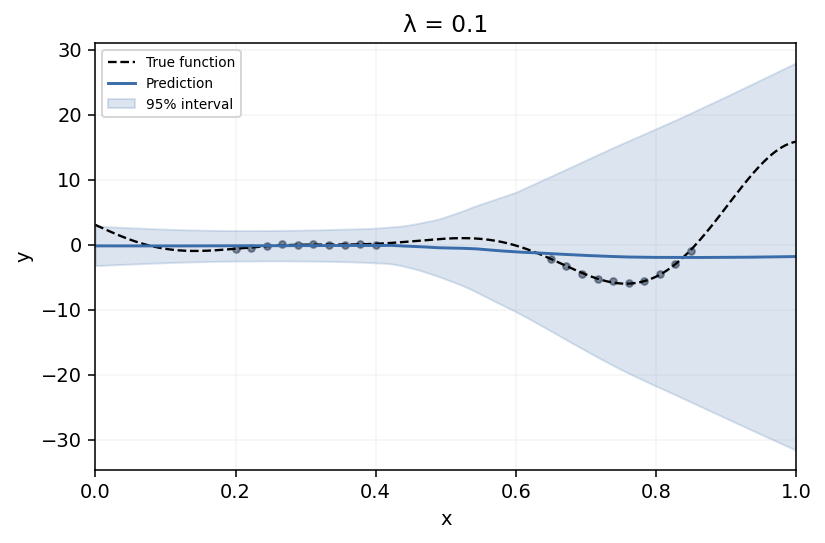 λ = 0.1
True function
Prediction
95% interval
30
20
10
0
−10
−20
−30
y
0.0 0.2 0.4 0.6 0.8 1.0
x